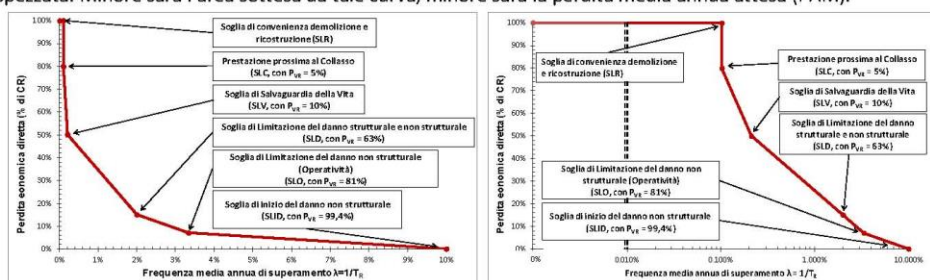 spezzata. Minore sarà l'area sottesa da tale curva, minore sarà la perdita media annua attesa (PAM).
Perdita economica diretta (% di CR)
100%
90%
80%
70%
60%
50%
40%
30%
20%
10%
0%
Soglia di convenienza demolizione e
ricostruzione (SLR)
Prestazione prossima al Collasso
(SLC, con PVR = 5%)
Soglia di Salvaguardia della Vita
(SLV, con PVR = 10%)
Soglia di Limitazione del danno strutturale e non strutturale
(SLD, con PVR = 63%)
Soglia di Limitazione del danno non strutturale
(Operatività)
(SLO, con PVR = 81%)
Soglia di inizio del danno non strutturale
(SLID, con PVR = 99,4%)
0% 1% 2% 3% 4% 5% 6% 7% 8% 9% 10%
Frequenza media annua di superamento λ=1/TR
Perdita economica diretta (% di CR)
100%
90%
80%
70%
60%
50%
40%
30%
20%
10%
0%
Soglia di convenienza demolizione
e ricostruzione (SLR)
Prestazione prossima al Collasso
(SLC, con PVR = 5%)
Soglia di Salvaguardia della Vita
(SLV, con PVR = 10%)
Soglia di Limitazione del danno
strutturale e non strutturale
(SLD, con PVR = 63%)
Soglia di Limitazione del danno non
strutturale (Operatività)
(SLO, con PVR = 81%)
Soglia di inizio del danno non strutturale
(SLID, con PVR = 99,4%)
0% 0.010% 0.100% 1.000% 10.000%
Frequenza media annua di superamento λ= 1/TR